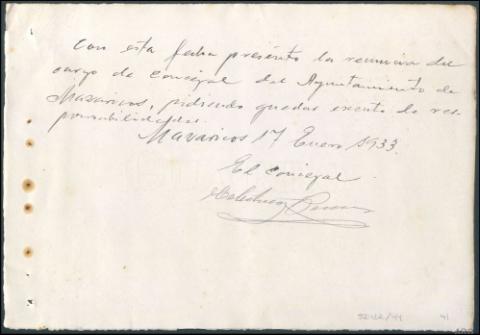 Con esta fecha presento la renuncia del
cargo de Concejal del Ayuntamiento de
Mazaricos, pidiendo quedar exento de res-
ponsabilidades.
Mazaricos 17 Enero 1933.
El Concejal